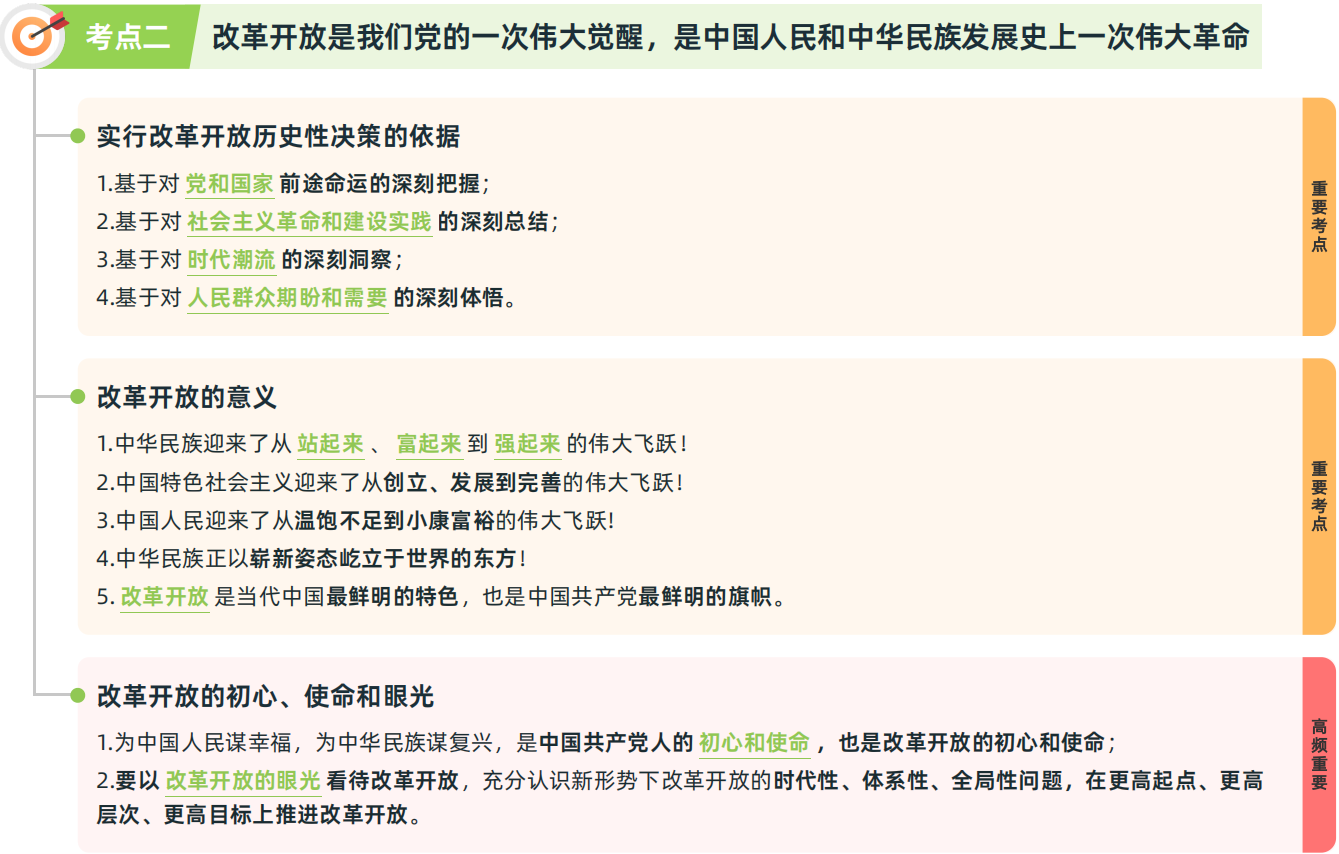 考点二 改革开放是我们党的一次伟大觉醒，是中国人民和中华民族发展史上一次伟大革命
实行改革开放历史性决策的依据
1.基于对 党和国家 前途命运的深刻把握；
2.基于对 社会主义革命和建设实践 的深刻总结；
3.基于对 时代潮流 的深刻洞察；
4.基于对 人民群众期盼和需要 的深刻体悟。
重要考点
改革开放的意义
1.中华民族迎来了从 站起来 、 富起来 到 强起来 的伟大飞跃！
2.中国特色社会主义迎来了从创立、发展到完善的伟大飞跃！
3.中国人民迎来了从温饱不足到小康富裕的伟大飞跃!
4.中华民族正以崭新姿态屹立于世界的东方！
5. 改革开放 是当代中国最鲜明的特色，也是中国共产党最鲜明的旗帜。
重要考点
改革开放的初心、使命和眼光
1.为中国人民谋幸福，为中华民族谋复兴，是中国共产党人的 初心和使命 ，也是改革开放的初心和使命；
2.要以 改革开放的眼光 看待改革开放，充分认识新形势下改革开放的时代性、体系性、全局性问题，在更高起点、更高
层次、更高目标上推进改革开放。
高频重要